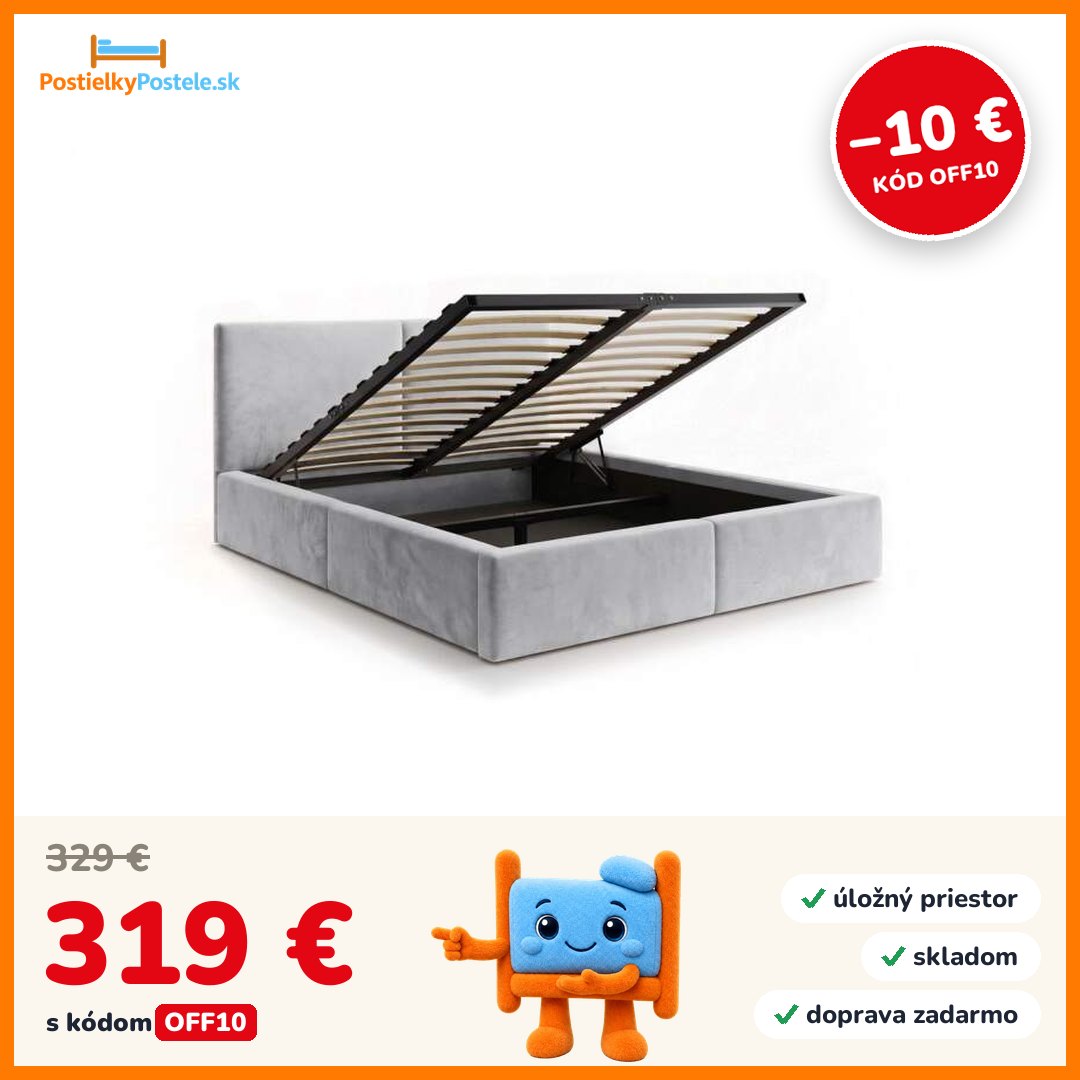 PostielkyPostele.sk
–10 €
KÓD OFF10
329 €
319 €
s kódom OFF10
úložný priestor
skladom
doprava zadarmo